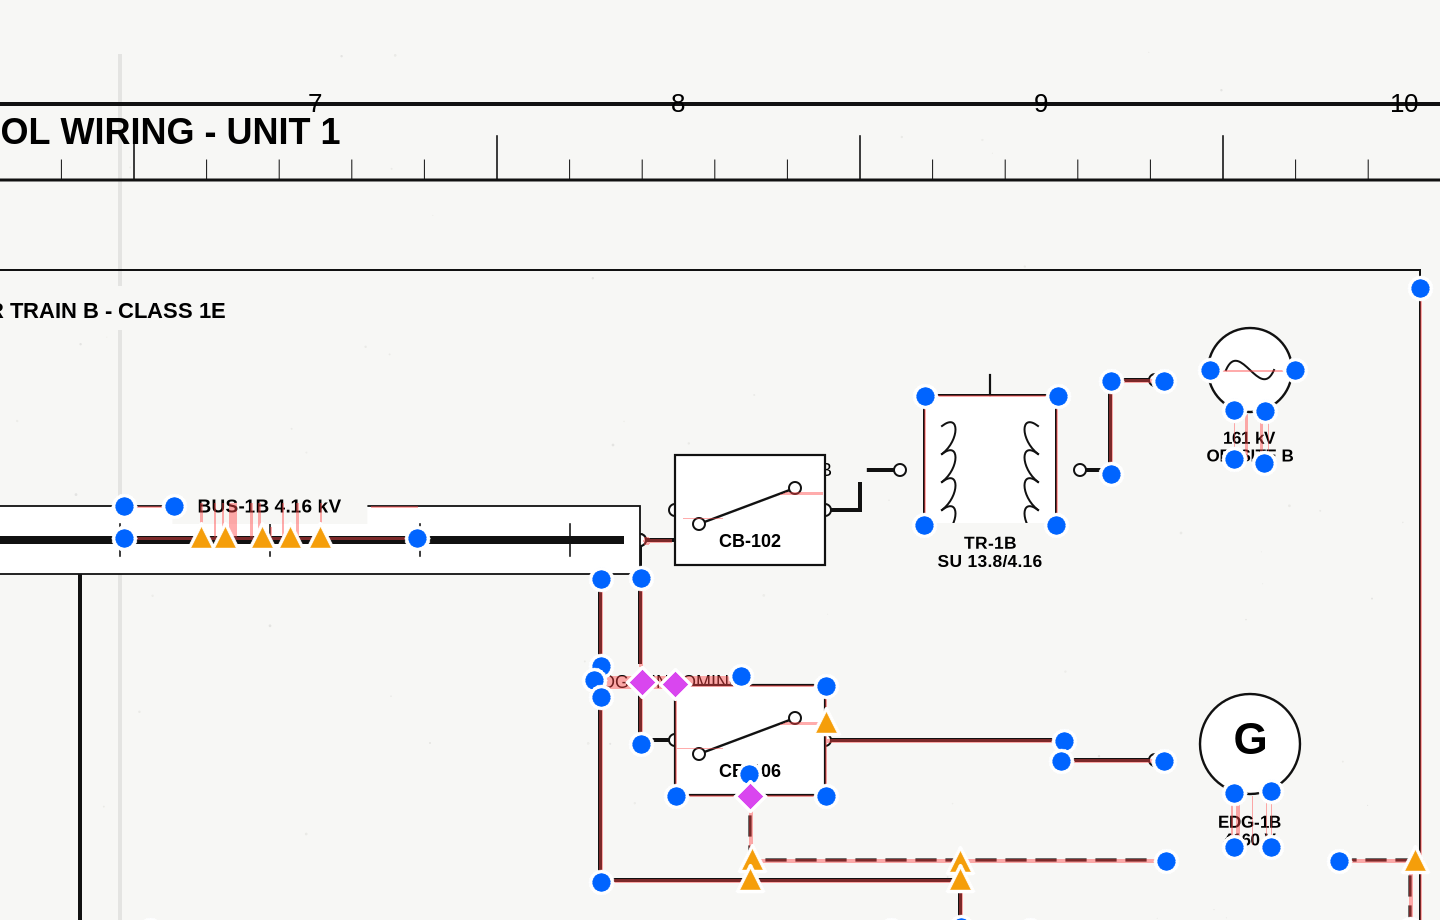 7 8 9 10
OL WIRING - UNIT 1
TRAIN B - CLASS 1E
161 kV
B
BUS-1B 4.16 kV
CB-102
TR-1B
SU 13.8/4.16
G
EDG-1B